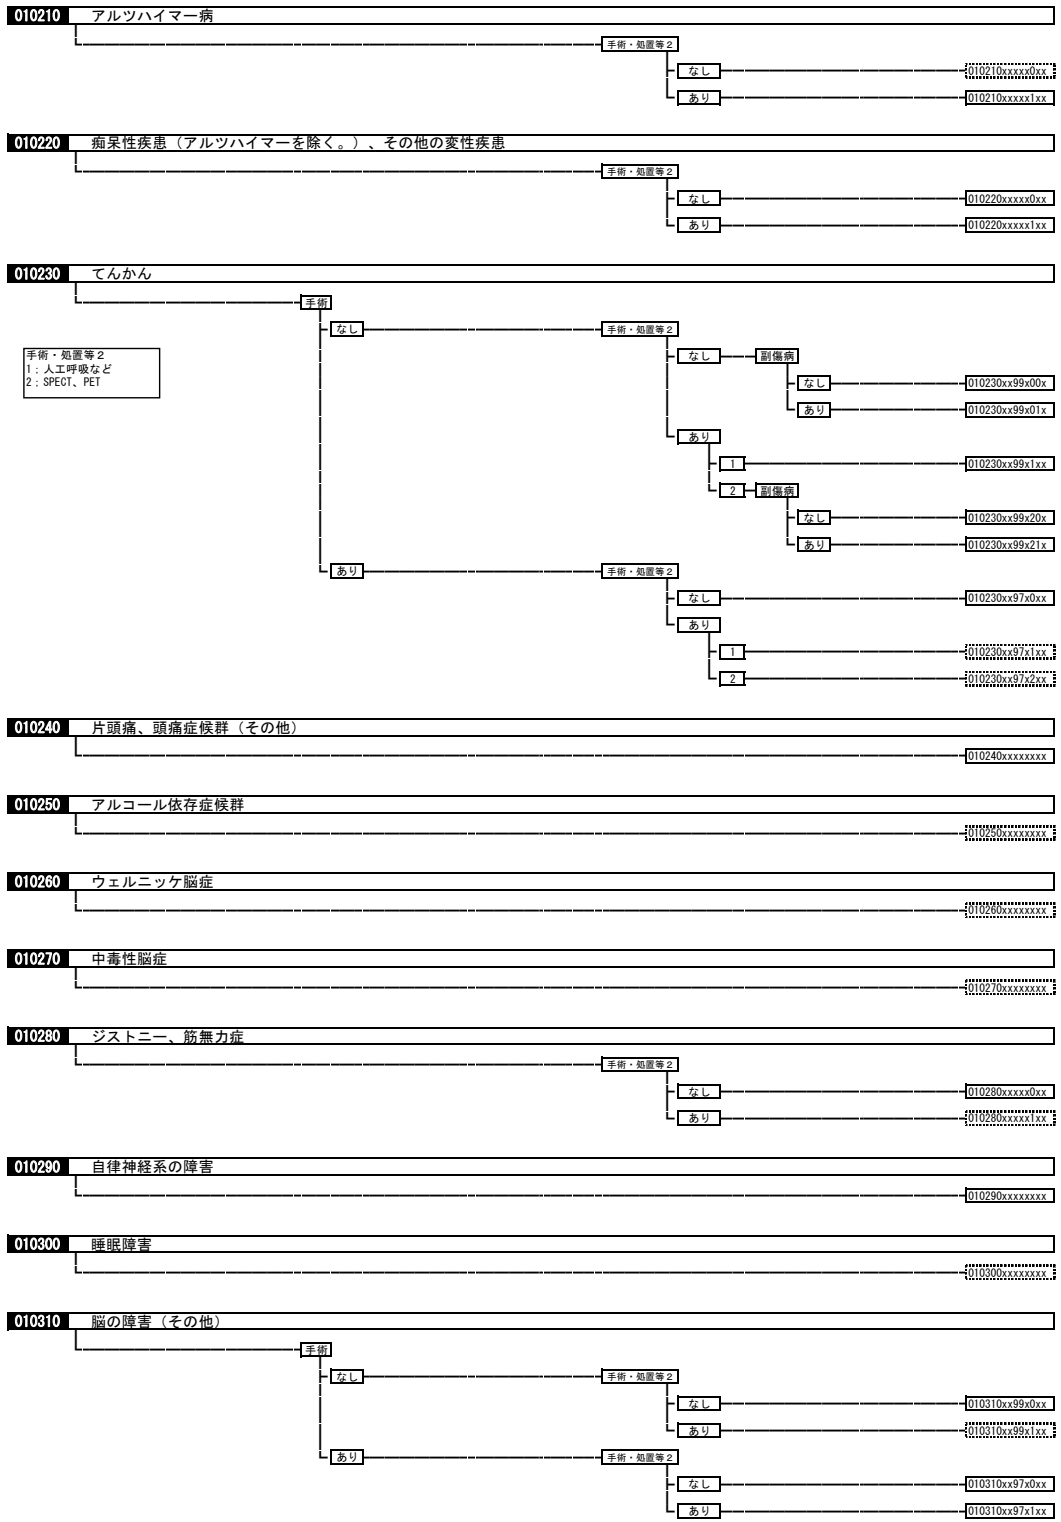 010210 アルツハイマー病
手術・処置等２
なし 010210xxxxx0xx
あり 010210xxxxx1xx
010220 痴呆性疾患（アルツハイマーを除く。）、その他の変性疾患
手術・処置等２
なし 010220xxxxx0xx
あり 010220xxxxx1xx
010230 てんかん
手術
なし 手術・処置等２
手術・処置等２
1；人工呼吸など
2；SPECT、PET
なし 副傷病
なし 010230xx99x00x
あり 010230xx99x01x
あり
1 010230xx99x1xx
2 副傷病
なし 010230xx99x20x
あり 010230xx99x21x
あり 手術・処置等２
なし 010230xx97x0xx
あり
1 010230xx97x1xx
2 010230xx97x2xx
010240 片頭痛、頭痛症候群（その他）
010240xxxxxxxx
010250 アルコール依存症候群
010250xxxxxxxx
010260 ウェルニッケ脳症
010260xxxxxxxx
010270 中毒性脳症
010270xxxxxxxx
010280 ジストニー、筋無力症
手術・処置等２
なし 010280xxxxx0xx
あり 010280xxxxx1xx
010290 自律神経系の障害
010290xxxxxxxx
010300 睡眠障害
010300xxxxxxxx
010310 脳の障害（その他）
手術
なし 手術・処置等２
なし 010310xx99x0xx
あり 010310xx99x1xx
あり 手術・処置等２
なし 010310xx97x0xx
あり 010310xx97x1xx